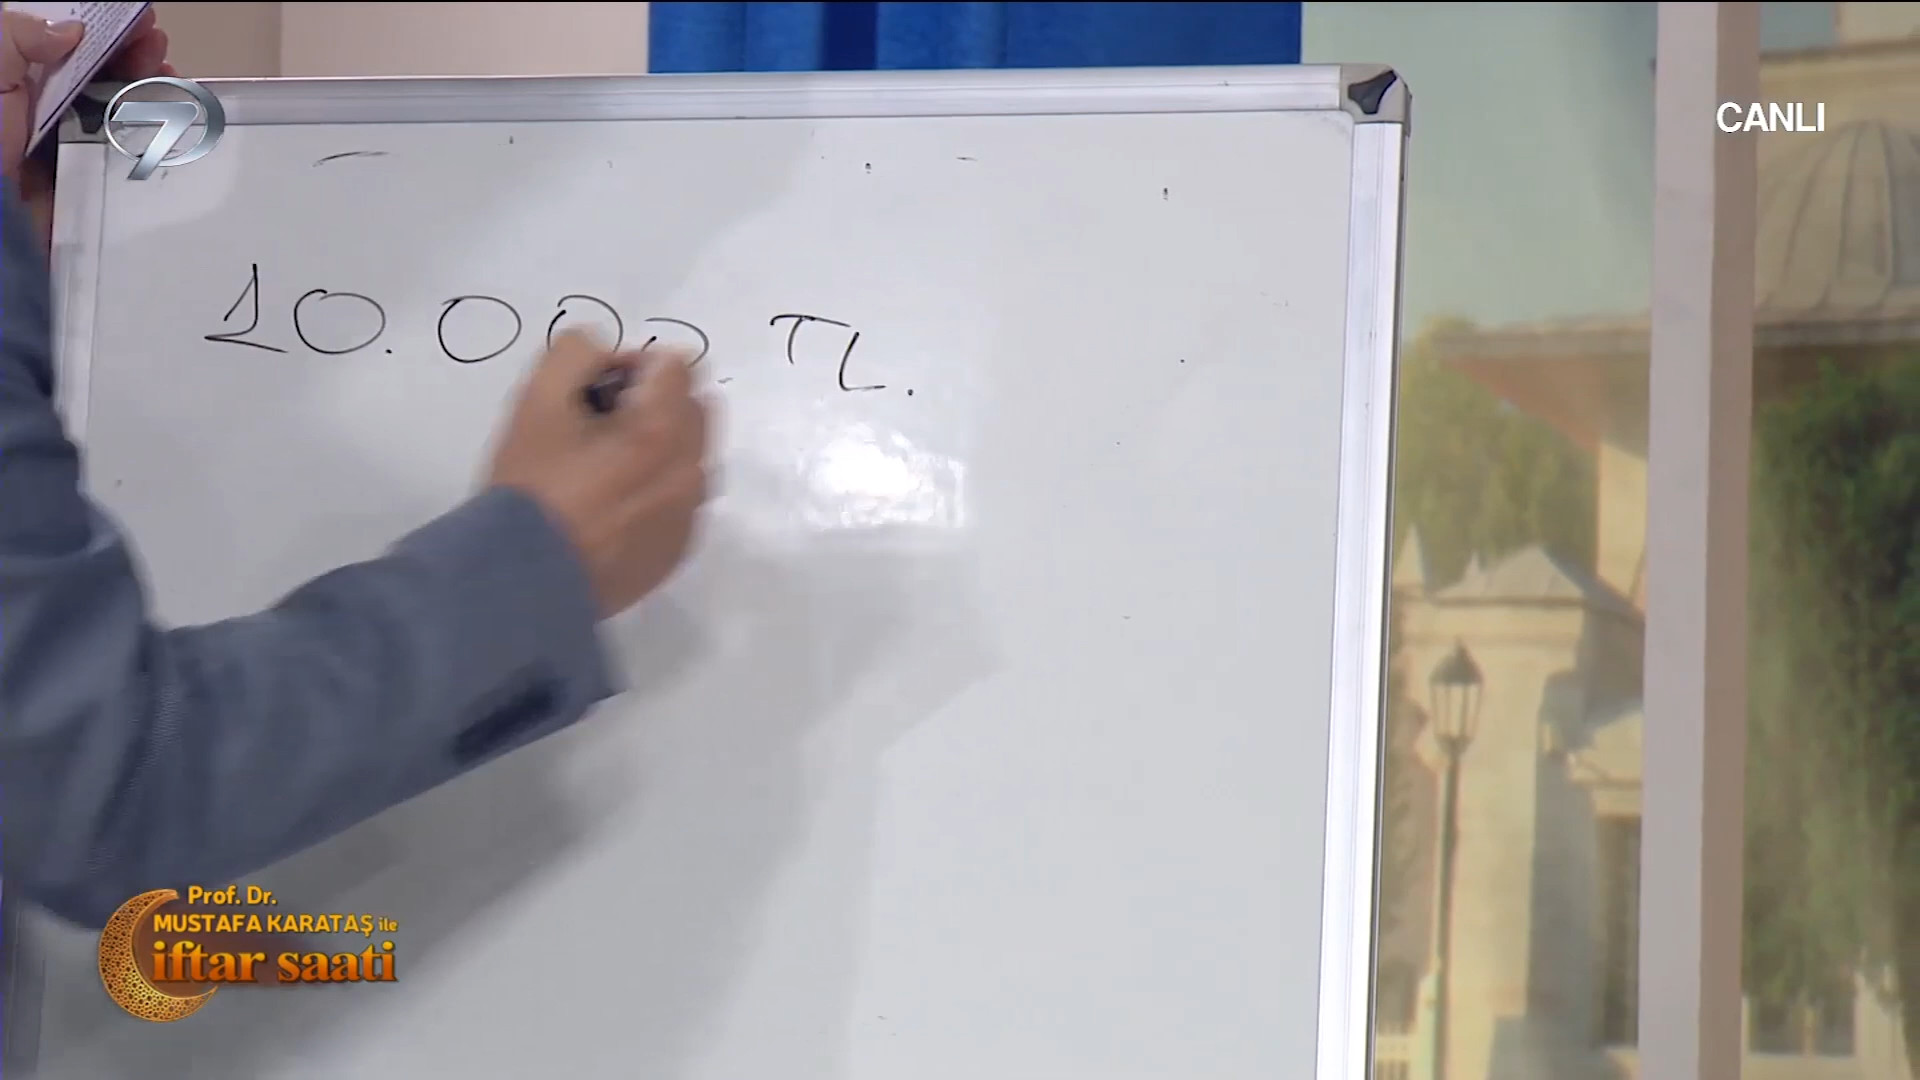 7
CANLI
10.000 TL.
Prof. Dr.
MUSTAFA KARATAŞ ile
iftar saati